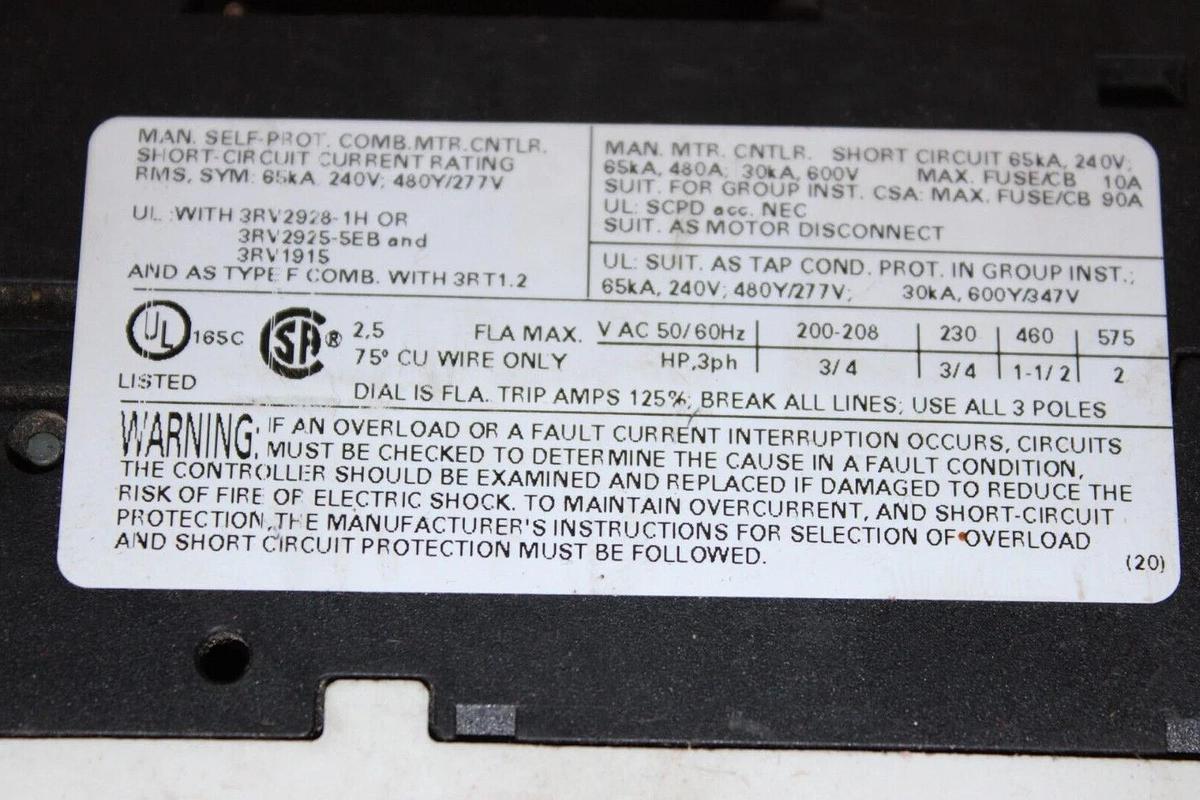 MAN. SELF-PROT. COMB.MTR.CNTLR.
SHORT-CIRCUIT CURRENT RATING
RMS, SYM: 65kA 240V; 480Y/277V
UL :WITH 3RV2928-1H OR
3RV2925-5EB and
3RV1915
AND AS TYPE F COMB. WITH 3RT1.2
MAN. MTR. CNTLR. SHORT CIRCUIT 65kA, 240V;
65kA, 480A; 30kA, 600V MAX. FUSE/CB 10A
SUIT. FOR GROUP INST. CSA: MAX. FUSE/CB 90A
UL: SCPD acc. NEC
SUIT. AS MOTOR DISCONNECT
UL: SUIT. AS TAP COND. PROT. IN GROUP INST.;
65kA, 240V; 480Y/277V; 30kA, 600Y/347V
UL 165C SA ® 2,5 FLA MAX. V AC 50/60Hz 200-208 230 460 575
75° CU WIRE ONLY HP,3ph 3/4 3/4 1-1/2 2
LISTED
DIAL IS FLA. TRIP AMPS 125%; BREAK ALL LINES; USE ALL 3 POLES
WARNING: IF AN OVERLOAD OR A FAULT CURRENT INTERRUPTION OCCURS, CIRCUITS
MUST BE CHECKED TO DETERMINE THE CAUSE IN A FAULT CONDITION,
THE CONTROLLER SHOULD BE EXAMINED AND REPLACED IF DAMAGED TO REDUCE THE
RISK OF FIRE OR ELECTRIC SHOCK. TO MAINTAIN OVERCURRENT, AND SHORT-CIRCUIT
PROTECTION, THE MANUFACTURER'S INSTRUCTIONS FOR SELECTION OF OVERLOAD
AND SHORT CIRCUIT PROTECTION MUST BE FOLLOWED.
(20)